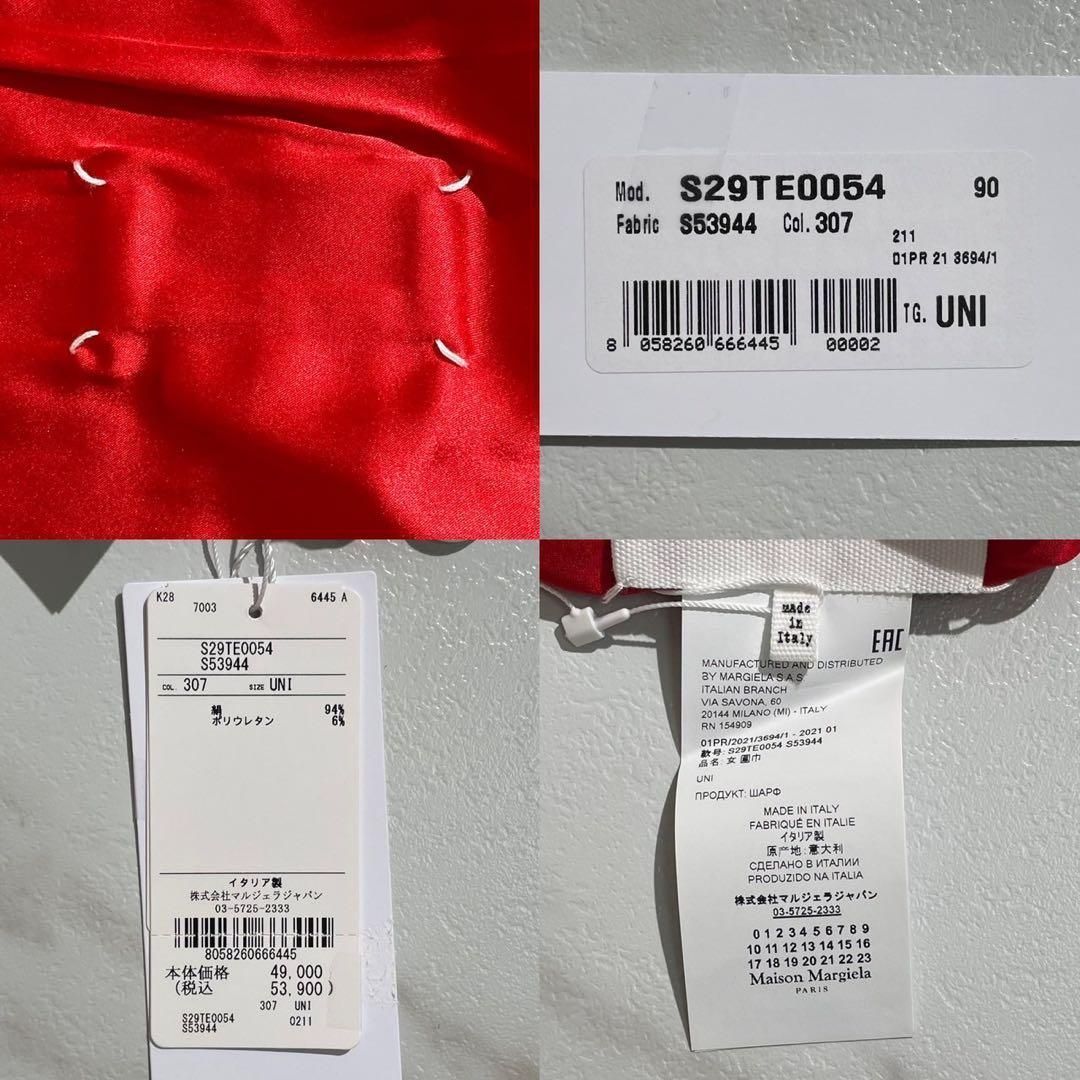 Mod. S29TE0054 90
Fabric S53944 Col. 307
211
01PR 21 3694/1
TG. UNI
8 058260 666445 00002
K28 7003 6445 A
S29TE0054
S53944
COL. 307 SIZE UNI
絹 94%
ポリウレタン 6%
イタリア製
株式会社マルジェラジャパン
03-5725-2333
8058260666445
本体価格 49,000
(税込 53,900)
307 UNI
S29TE0054
S53944 0211
made
in
Italy
EAC
MANUFACTURED AND DISTRIBUTED
BY MARGIELA S.A.S.
ITALIAN BRANCH
VIA SAVONA, 60
20144 MILANO (MI) - ITALY
RN 154909
01PR/2021/3694/1 - 2021 01
款号: S29TE0054 S53944
品名: 女 圍巾
UNI
ПРОДУКТ: ШАРФ
MADE IN ITALY
FABRIQUÉ EN ITALIE
イタリア製
原产地: 意大利
СДЕЛАНО В ИТАЛИИ
PRODUZIDO NA ITALIA
株式会社マルジェラジャパン
03-5725-2333
0 1 2 3 4 5 6 7 8 9
10 11 12 13 14 15 16
17 18 19 20 21 22 23
Maison Margiela
PARIS